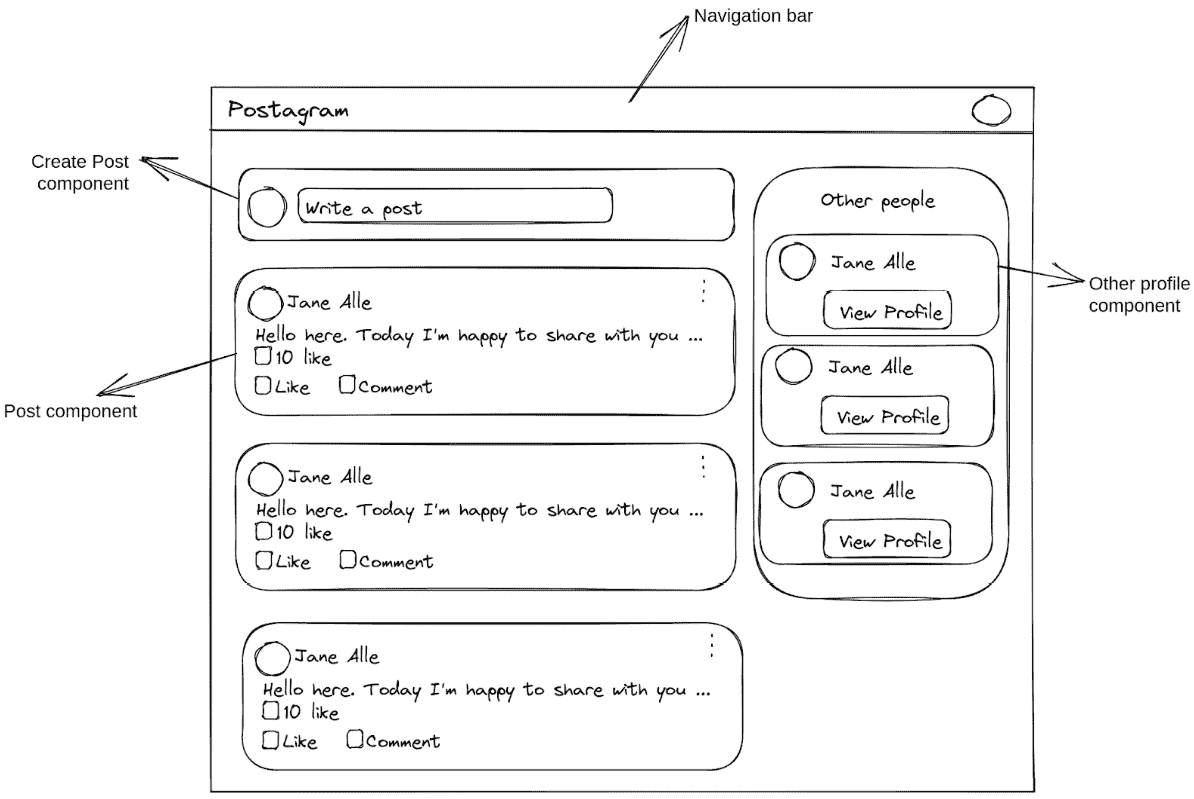 Navigation bar
Postagram
Create Post
component
Write a post
Jane Alle
Hello here. Today I'm happy to share with you ...
10 like
Like Comment
Post component
Jane Alle
Hello here. Today I'm happy to share with you ...
10 like
Like Comment
Jane Alle
Hello here. Today I'm happy to share with you ...
10 like
Like Comment
Other people
Jane Alle
View Profile
Other profile
component
Jane Alle
View Profile
Jane Alle
View Profile